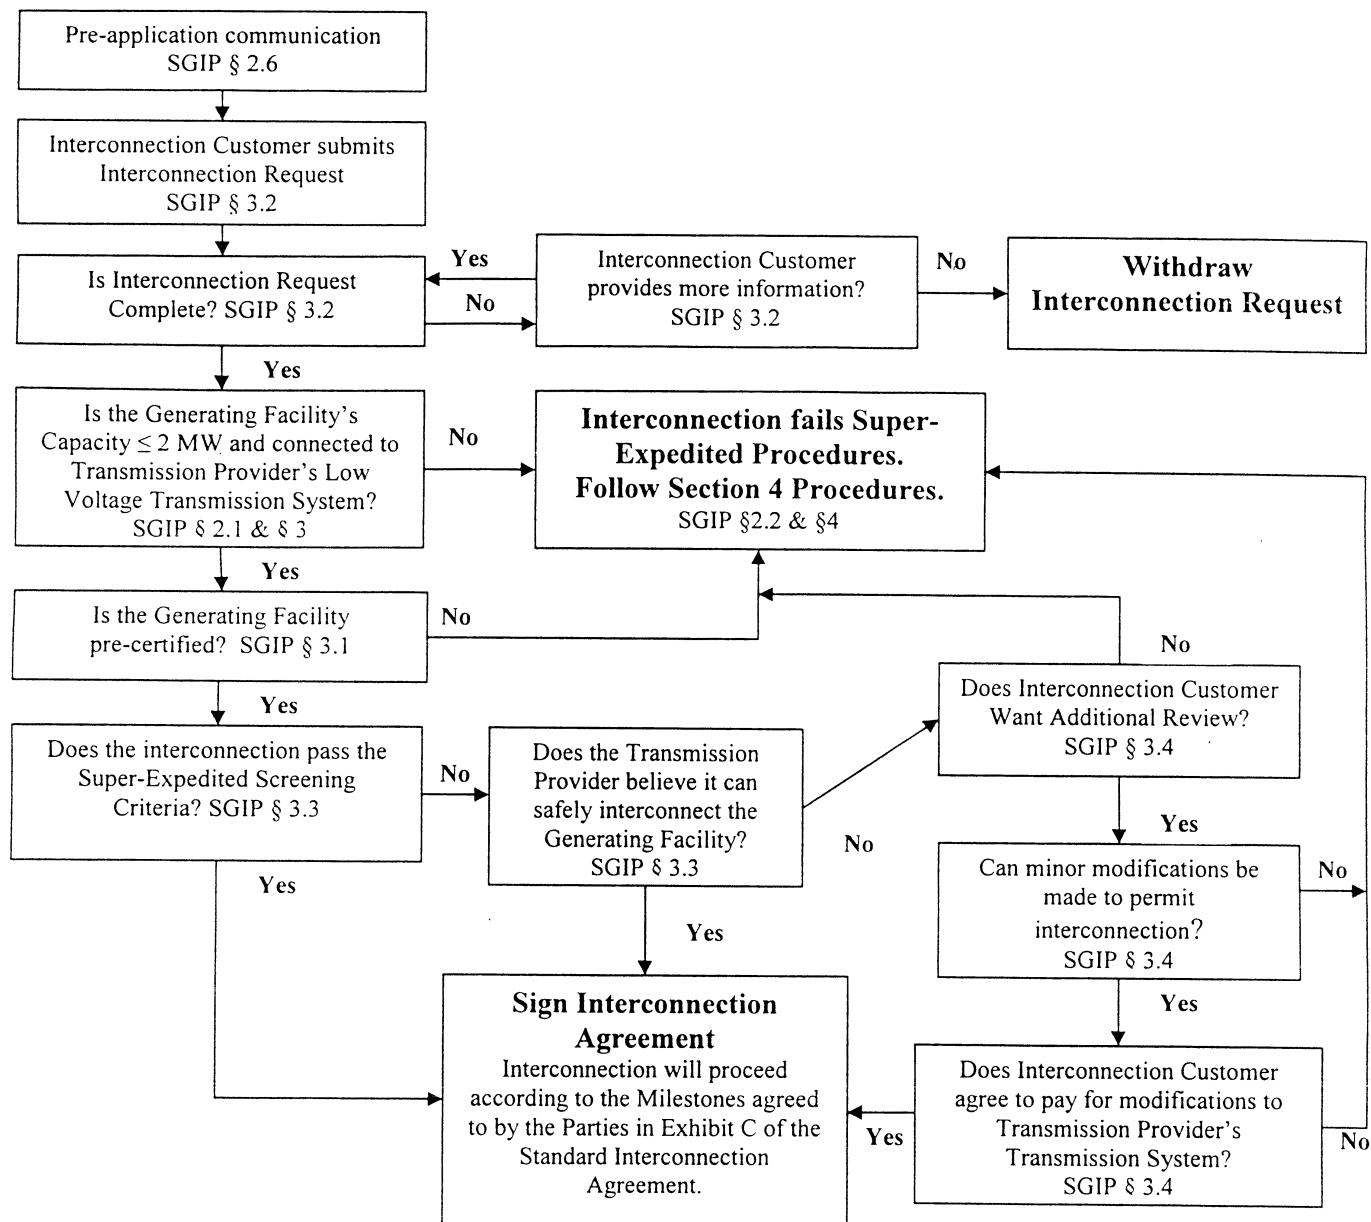 Pre-application communication
SGIP § 2.6
Interconnection Customer submits
Interconnection Request
SGIP § 3.2
Is Interconnection Request
Complete? SGIP § 3.2
Yes
No
Interconnection Customer
provides more information?
SGIP § 3.2
No
Withdraw
Interconnection Request
Yes
Is the Generating Facility's
Capacity ≤ 2 MW and connected to
Transmission Provider's Low
Voltage Transmission System?
SGIP § 2.1 & § 3
No
Interconnection fails Super-
Expedited Procedures.
Follow Section 4 Procedures.
SGIP §2.2 & §4
Yes
Is the Generating Facility
pre-certified? SGIP § 3.1
No
Yes
Does the interconnection pass the
Super-Expedited Screening
Criteria? SGIP § 3.3
No
Does the Transmission
Provider believe it can
safely interconnect the
Generating Facility?
SGIP § 3.3
No
No
Does Interconnection Customer
Want Additional Review?
SGIP § 3.4
Yes
Can minor modifications be
made to permit
interconnection?
SGIP § 3.4
No
Yes
Yes
Yes
Sign Interconnection
Agreement
Interconnection will proceed
according to the Milestones agreed
to by the Parties in Exhibit C of the
Standard Interconnection
Agreement.
Yes
Does Interconnection Customer
agree to pay for modifications to
Transmission Provider's
Transmission System?
SGIP § 3.4
No